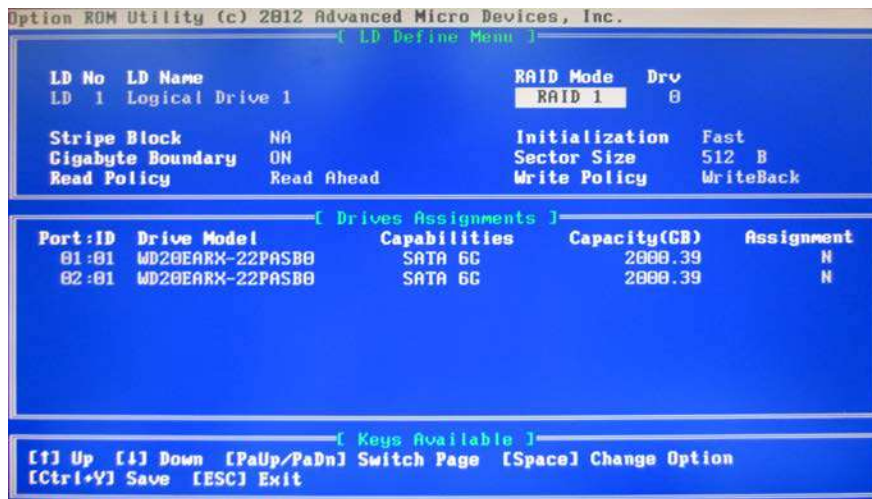 Option ROM Utility (c) 2012 Advanced Micro Devices, Inc.
[ LD Define Menu ]
LD No LD Name RAID Mode Drv
LD 1 Logical Drive 1 RAID 1 0
Stripe Block NA Initialization Fast
Gigabyte Boundary ON Sector Size 512 B
Read Policy Read Ahead Write Policy WriteBack
[ Drives Assignments ]
Port:ID Drive Model Capabilities Capacity(GB) Assignment
01:01 WD20EARX-22PASB0 SATA 6G 2000.39 N
02:01 WD20EARX-22PASB0 SATA 6G 2000.39 N
[ Keys Available ]
[↑] Up [↓] Down [PaUp/PaDn] Switch Page [Space] Change Option
[Ctrl+Y] Save [ESC] Exit